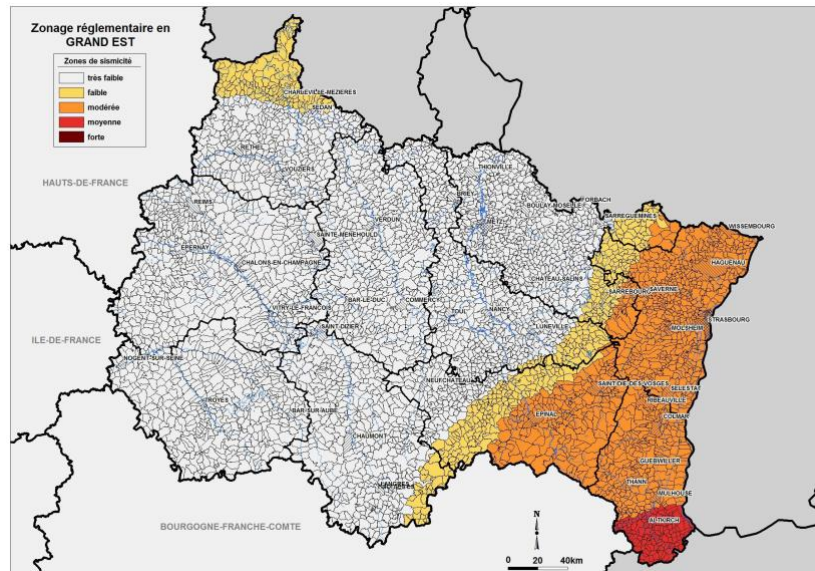 Zonage réglementaire en
GRAND EST
Zones de sismicité
très faible
faible
modérée
moyenne
forte
CHARLEVILLE-MEZIERES
SEDAN
VOUZIERS
THIONVILLE
HAUTS-DE-FRANCE
BRIEY
BOULAY-MOSELLE
FORBACH
REIMS
SARREGUEMINES
VERDUN
METZ
WISSEMBOURG
SAINTE-MENEHOULD
EPERNAY
HAGUENAU
CHALONS-EN-CHAMPAGNE
CHATEAU-SALINS
SARREBOURG
SAVERNE
BAR-LE-DUC
COMMERCY
VITRY-LE-FRANCOIS
TOUL
NANCY
STRASBOURG
SAINT-DIZIER
LUNEVILLE
MOLSHEIM
ILE-DE-FRANCE
NOGENT-SUR-SEINE
NEUFCHATEAU
SAINT-DIE-DES-VOSGES
SELESTAT
RIBEAUVILLE
TROYES
BAR-SUR-AUBE
EPINAL
COLMAR
CHAUMONT
GUEBWILLER
LANGRES
THANN
MULHOUSE
BOURGOGNE-FRANCHE-COMTE
N
ALTKIRCH
0 20 40km